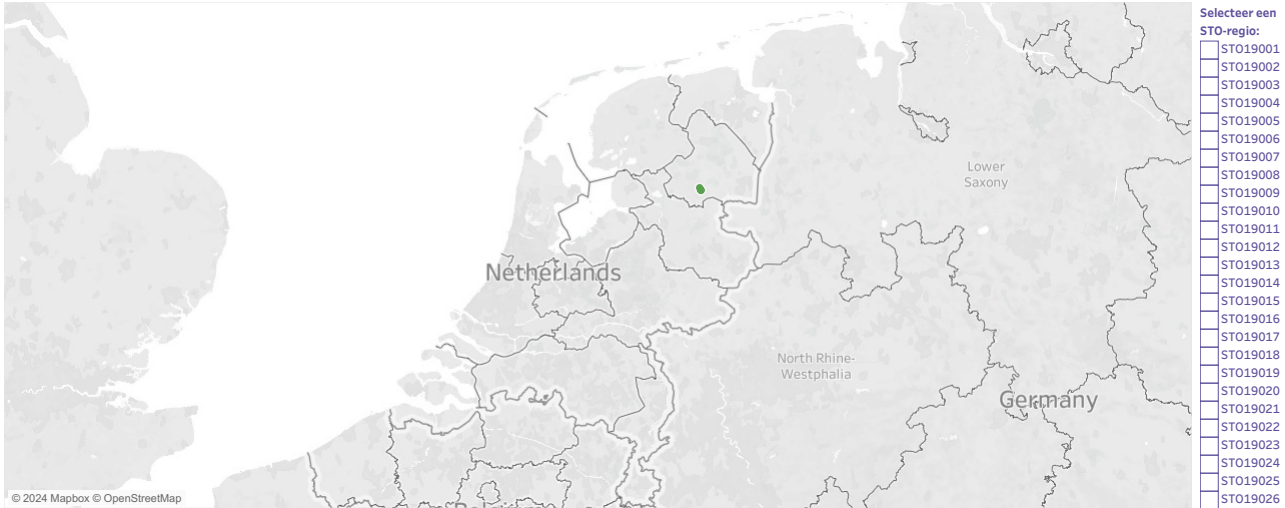 Lower
Saxony
Netherlands
North Rhine-
Westphalia
Germany
© 2024 Mapbox © OpenStreetMap
Selecteer een
STO-regio:
STO19001
STO19002
STO19003
STO19004
STO19005
STO19006
STO19007
STO19008
STO19009
STO19010
STO19011
STO19012
STO19013
STO19014
STO19015
STO19016
STO19017
STO19018
STO19019
STO19020
STO19021
STO19022
STO19023
STO19024
STO19025
STO19026